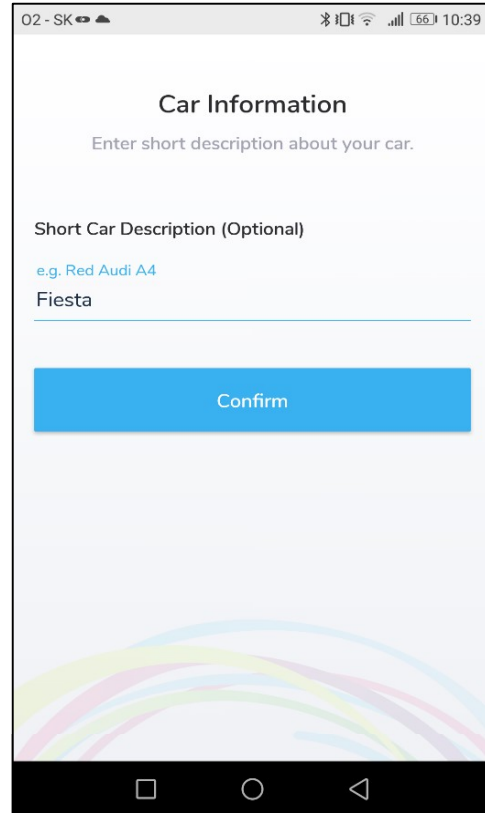 O2 - SK 66 10:39
Car Information
Enter short description about your car.
Short Car Description (Optional)
e.g. Red Audi A4
Fiesta
Confirm